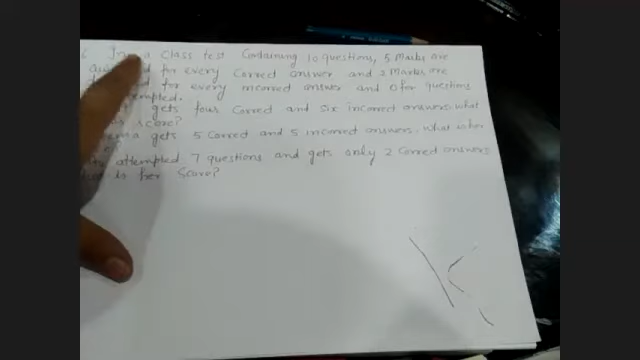 In a class test Containing 10 questions, 5 Marks are
for every Correct answer and 2 Marks are
for every incorrect answer and 0 for questions
attempted.
gets four Correct and Six incorrect answers. what
his score?
gets 5 Correct and 5 incorrect answers. What is her
attempted 7 questions and gets only 2 Correct answers
what is her Score?